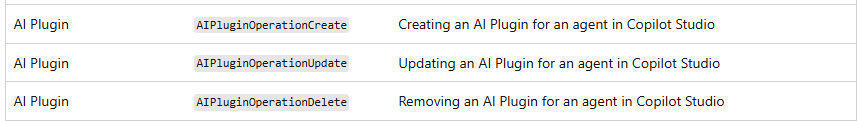 AI Plugin AIPluginOperationCreate Creating an AI Plugin for an agent in Copilot Studio
AI Plugin AIPluginOperationUpdate Updating an AI Plugin for an agent in Copilot Studio
AI Plugin AIPluginOperationDelete Removing an AI Plugin for an agent in Copilot Studio